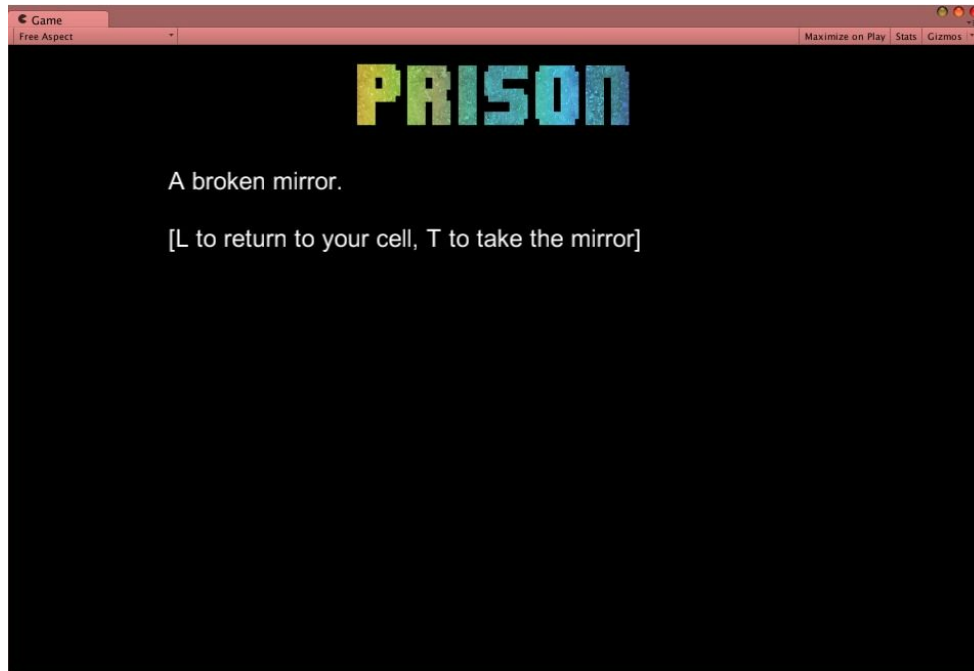 Game
Free Aspect
Maximize on Play Stats Gizmos
PRISON
A broken mirror.
[L to return to your cell, T to take the mirror]